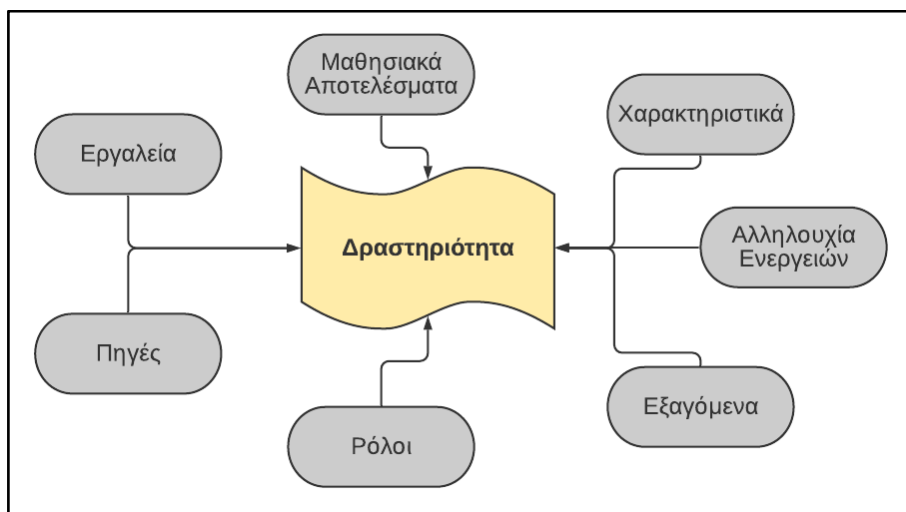 Μαθησιακά
Αποτελέσματα
Χαρακτηριστικά
Εργαλεία
Δραστηριότητα
Αλληλουχία
Ενεργειών
Πηγές
Εξαγόμενα
Ρόλοι